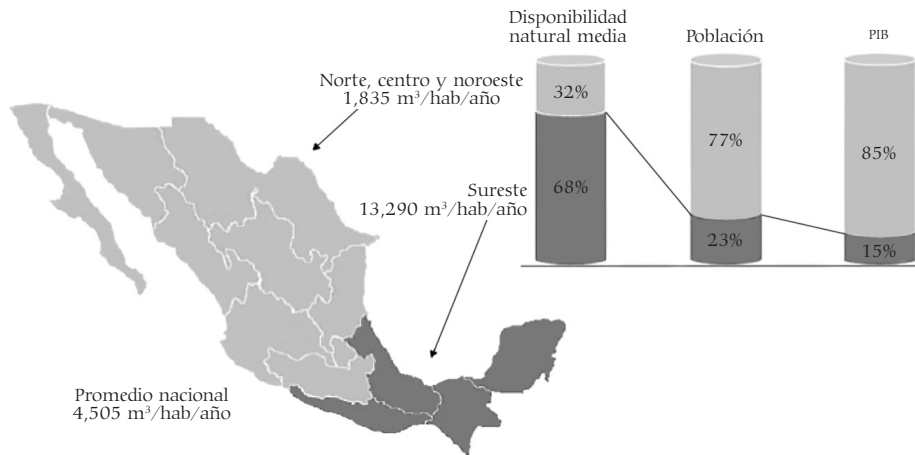 Disponibilidad
natural media
Población
PIB
Norte, centro y noroeste
1,835 m³/hab/año
32%
77%
85%
Sureste
13,290 m³/hab/año
68%
23%
15%
Promedio nacional
4,505 m³/hab/año